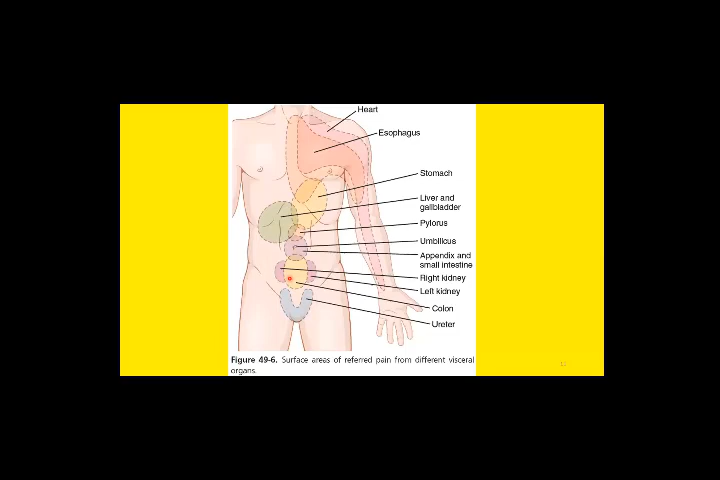 Heart
Esophagus
Stomach
Liver and
gallbladder
Pylorus
Umbilicus
Appendix and
small intestine
Right kidney
Left kidney
Colon
Ureter
Figure 49-6. Surface areas of referred pain from different visceral
organs.